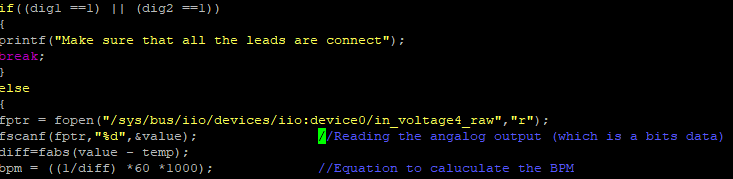 if((dig1 ==1) || (dig2 ==1))
{
printf("Make sure that all the leads are connect");
break;
}
else
{
fptr = fopen("/sys/bus/iio/devices/iio:device0/in_voltage4_raw","r");
fscanf(fptr,"%d",&value); //Reading the angalog output (which is a bits data)
diff=fabs(value - temp);
bpm = ((1/diff) *60 *1000); //Equation to caluculate the BPM